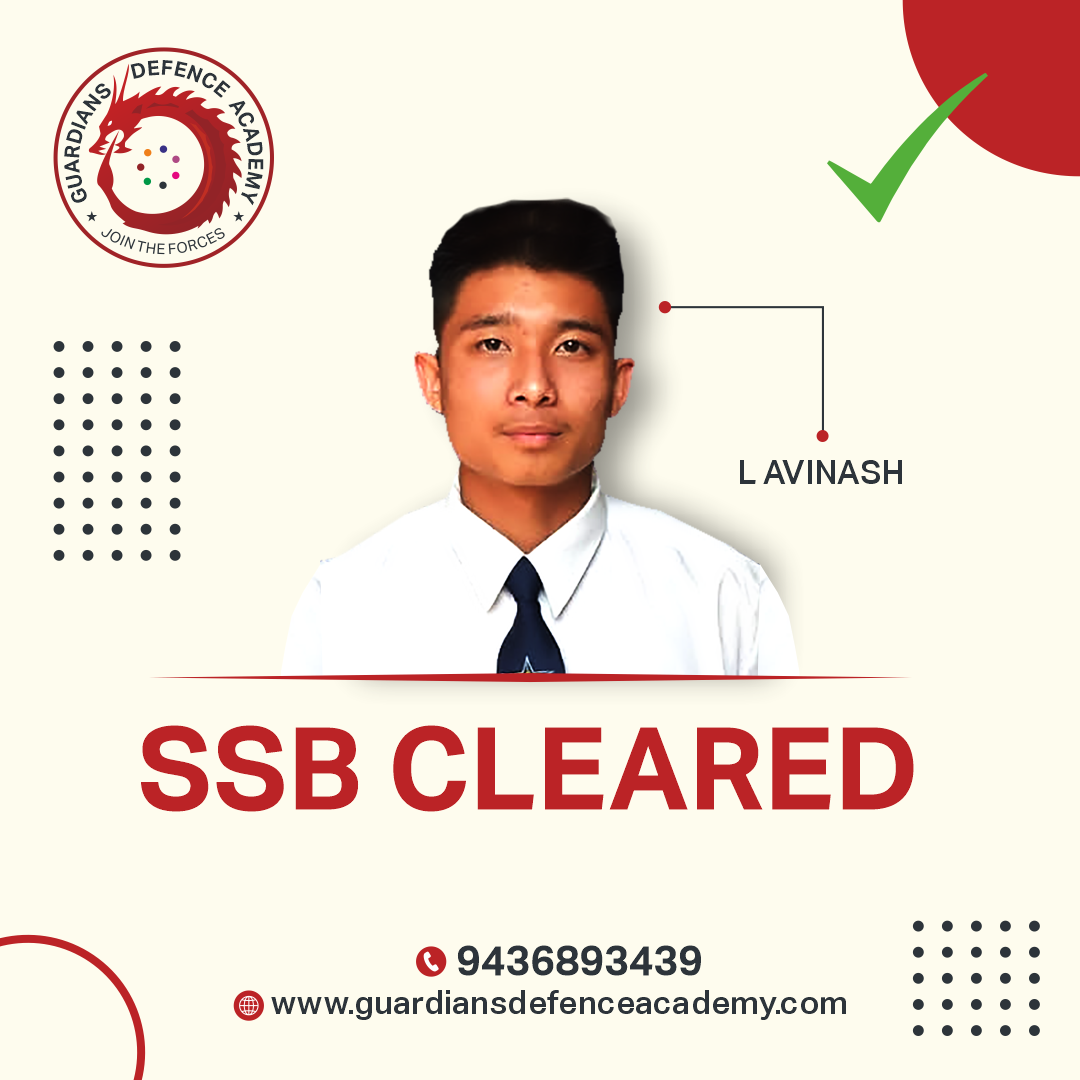 GUARDIANS DEFENCE ACADEMY
JOIN THE FORCES
L AVINASH
SSB CLEARED
9436893439
www.guardiansdefenceacademy.com